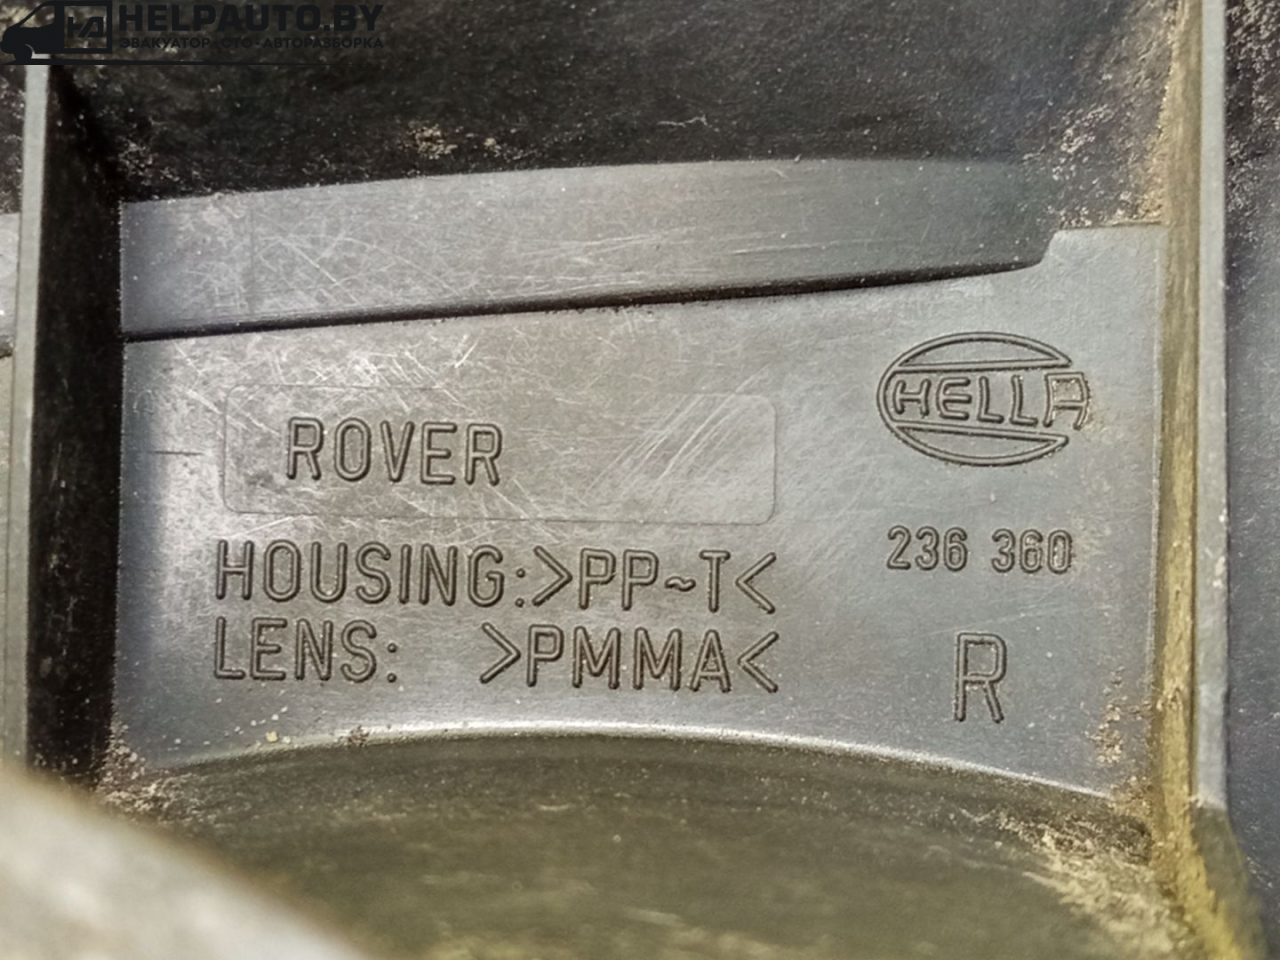 HELPAUTO.BY
ЭВАКУАТОР-СТО-АВТОРАЗБОРКА
HELLA
ROVER
236 360
HOUSING:>PP~T<
LENS: >PMMA<
R